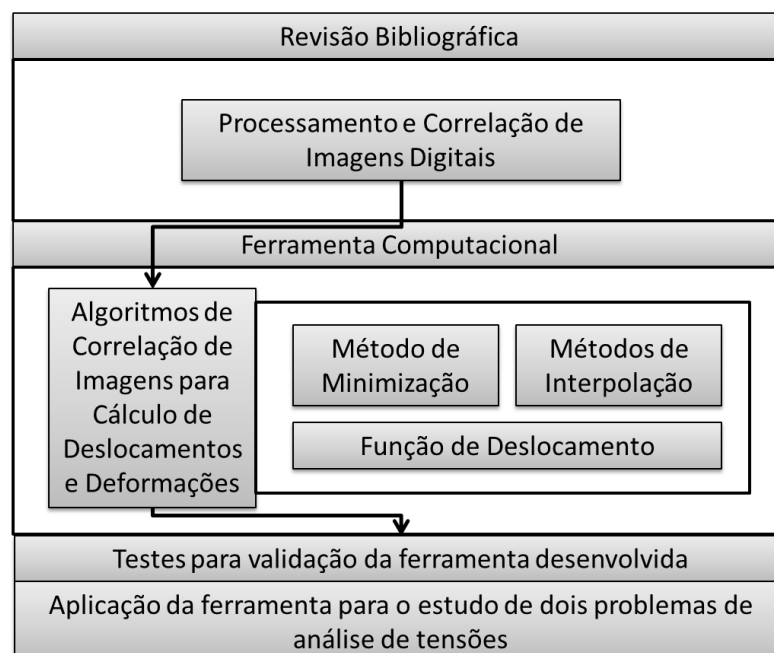 Revisão Bibliográfica
Processamento e Correlação de
Imagens Digitais
Ferramenta Computacional
Algoritmos de
Correlação de
Imagens para
Cálculo de
Deslocamentos
e Deformações
Método de
Minimização
Métodos de
Interpolação
Função de Deslocamento
Testes para validação da ferramenta desenvolvida
Aplicação da ferramenta para o estudo de dois problemas de
análise de tensões